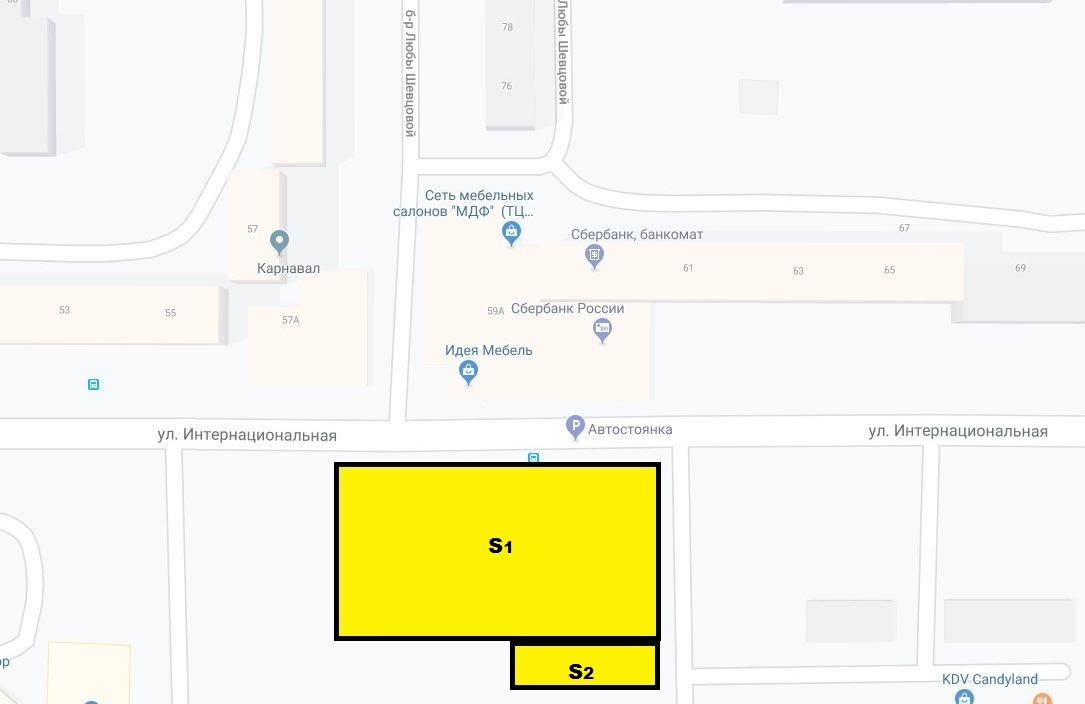 б-р Любы Шевцовой
78
76
Любы Шевцовой
Сеть мебельных
салонов "МДФ" (ТЦ...
57
Карнавал
Сбербанк, банкомат
67
61
63
65
69
53
55
57А
59А
Сбербанк России
Идея Мебель
ул. Интернациональная
P
Автостоянка
ул. Интернациональная
S1
S2
KDV Candyland